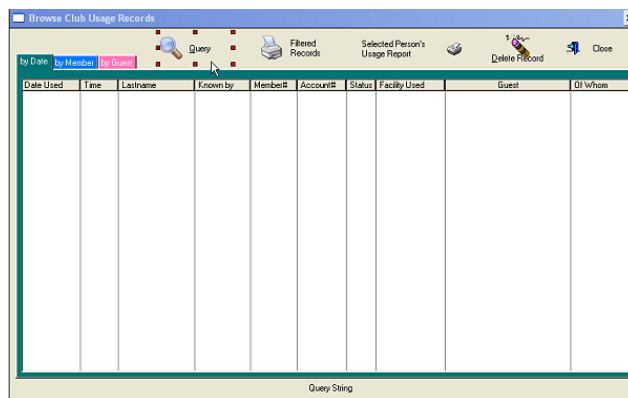 Browse Club Usage Records
by Date by Member by Guest
Query
Filtered
Records
Selected Person's
Usage Report
Delete Record
Close
Date Used Time Lastname Known by Member# Account# Status Facility Used Guest Of Whom
Query String